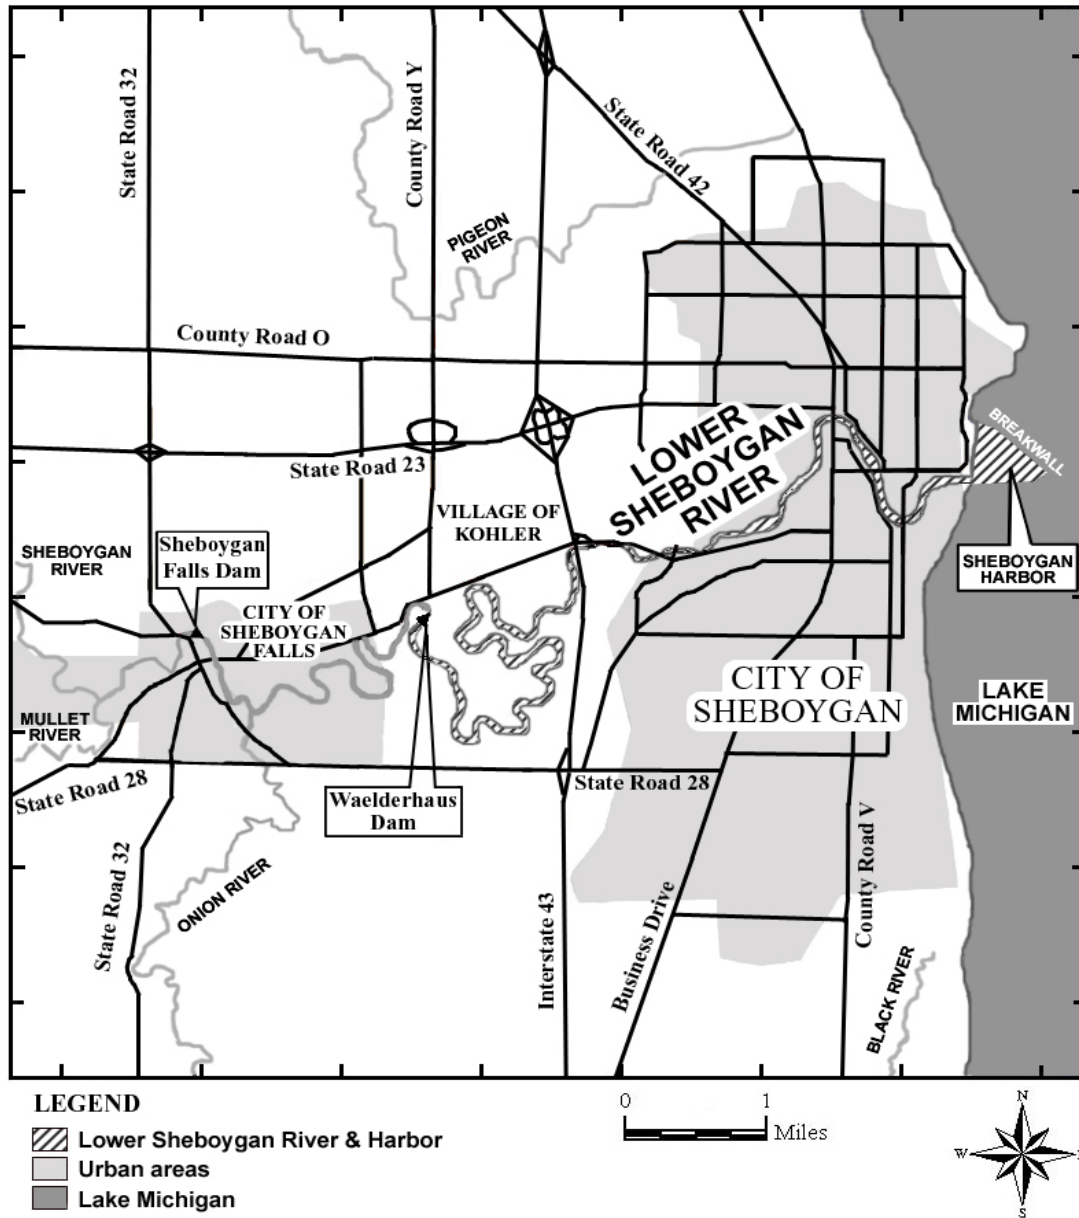 State Road 32
County Road Y
State Road 42
PIGEON
RIVER
County Road O
State Road 23
LOWER
SHEBOYGAN
RIVER
BREAKWALL
VILLAGE OF
KOHLER
SHEBOYGAN
RIVER
Sheboygan
Falls Dam
SHEBOYGAN
HARBOR
CITY OF
SHEBOYGAN
FALLS
CITY OF
SHEBOYGAN
LAKE
MICHIGAN
MULLET
RIVER
State Road 28
Waelderhaus
Dam
State Road 28
State Road 32
ONION RIVER
Interstate 43
Business Drive
County Road V
BLACK RIVER
LEGEND
Lower Sheboygan River & Harbor
Urban areas
Lake Michigan
0 1
Miles
N
W
S